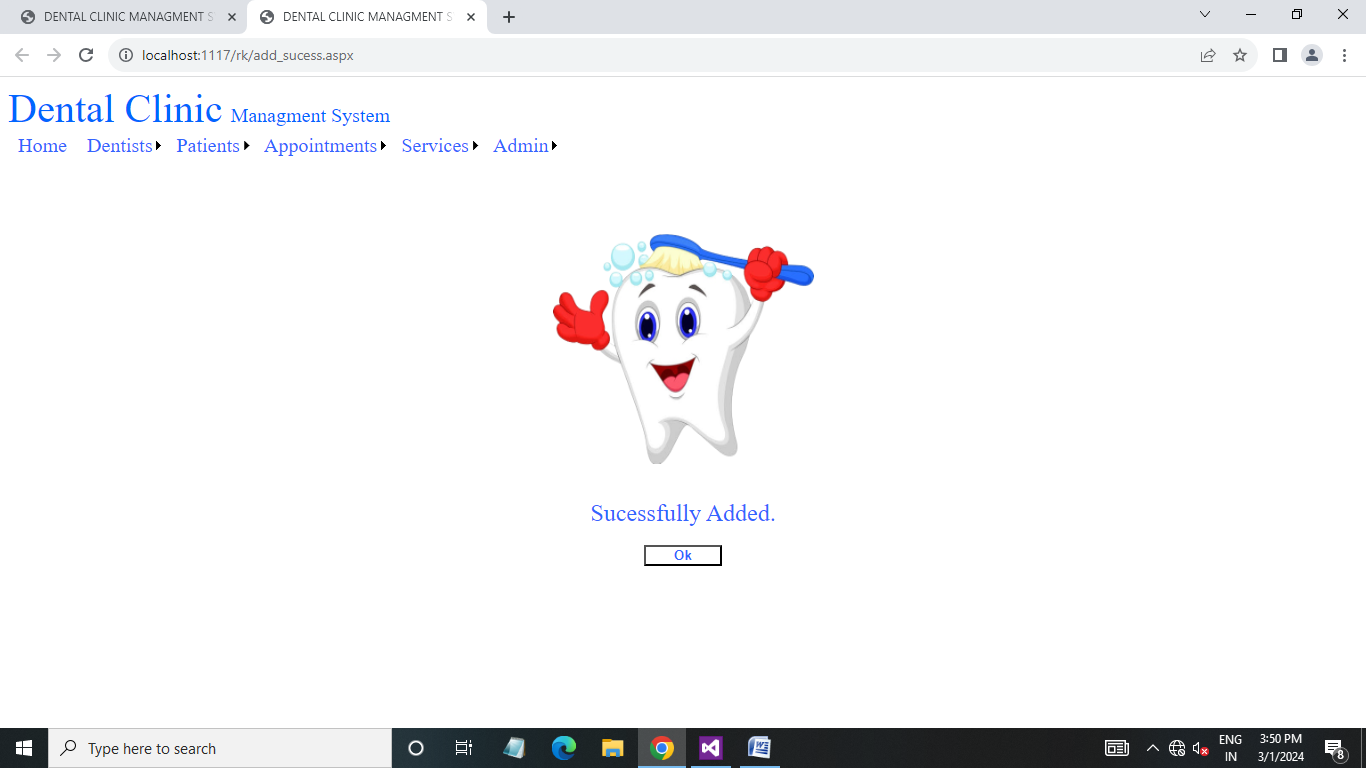 DENTAL CLINIC MANAGMENT S
DENTAL CLINIC MANAGMENT S
localhost:1117/rk/add_sucess.aspx
Dental Clinic Managment System
Home Dentists Patients Appointments Services Admin
Sucessfully Added.
Ok
Type here to search
ENG
IN
3:50 PM
3/1/2024
8